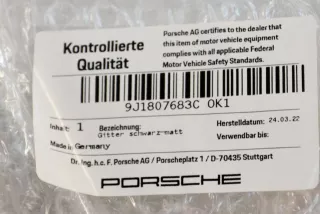 Kontrollierte
Qualität
Porsche AG certifies to the dealer that
this item of motor vehicle equipment
complies with all applicable Federal
Motor Vehicle Safety Standards.
9J1807683C OK1
Inhalt: 1
Bezeichnung:
Gitter schwarz-matt
Herstelldatum: 24.03.22
Verwendbar bis:
Made in Germany
Dr. Ing. h.c. F. Porsche AG / Porscheplatz 1 / D-70435 Stuttgart
PORSCHE